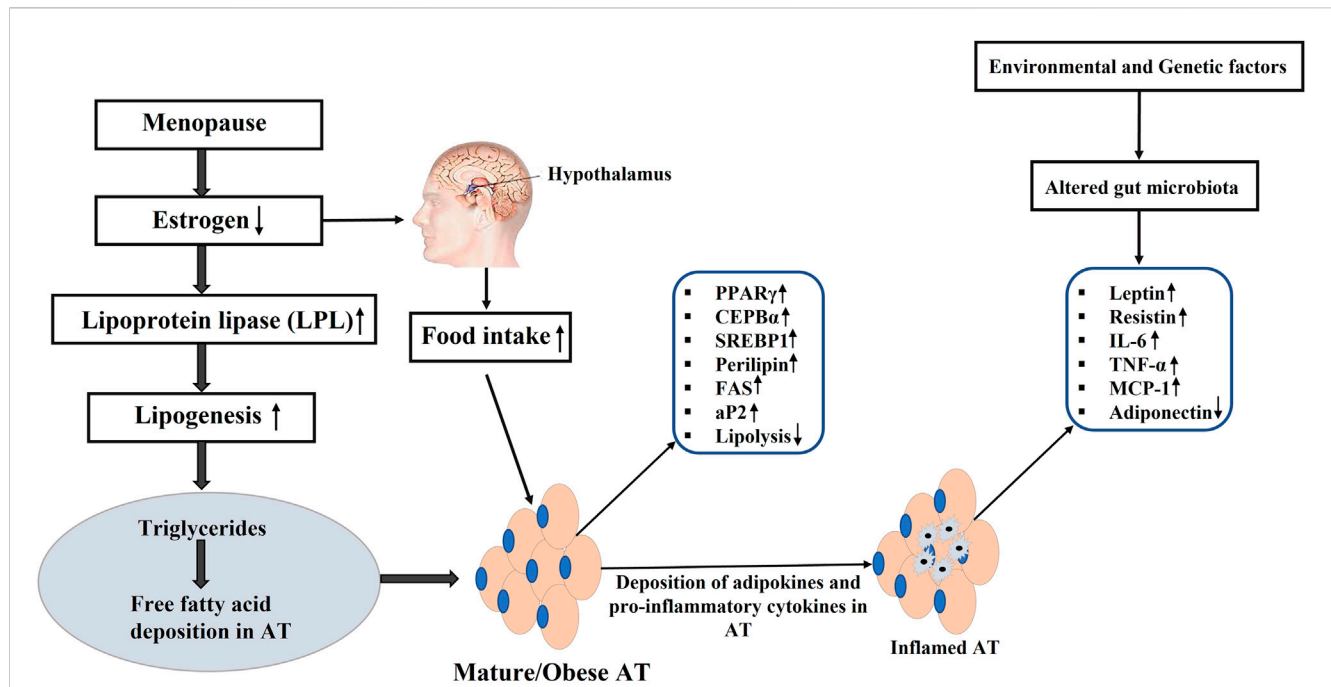 Menopause
Estrogen ↓
Lipoprotein lipase (LPL) ↑
Lipogenesis ↑
Triglycerides
Free fatty acid
deposition in AT
Hypothalamus
Food intake ↑
Mature/Obese AT
▪ PPARγ↑
▪ CEPBα↑
▪ SREBP1↑
▪ Perilipin↑
▪ FAS↑
▪ aP2↑
▪ Lipolysis↓
Deposition of adipokines and
pro-inflammatory cytokines in
AT
Environmental and Genetic factors
Altered gut microbiota
▪ Leptin↑
▪ Resistin↑
▪ IL-6↑
▪ TNF-α↑
▪ MCP-1↑
▪ Adiponectin↓
Inflamed AT